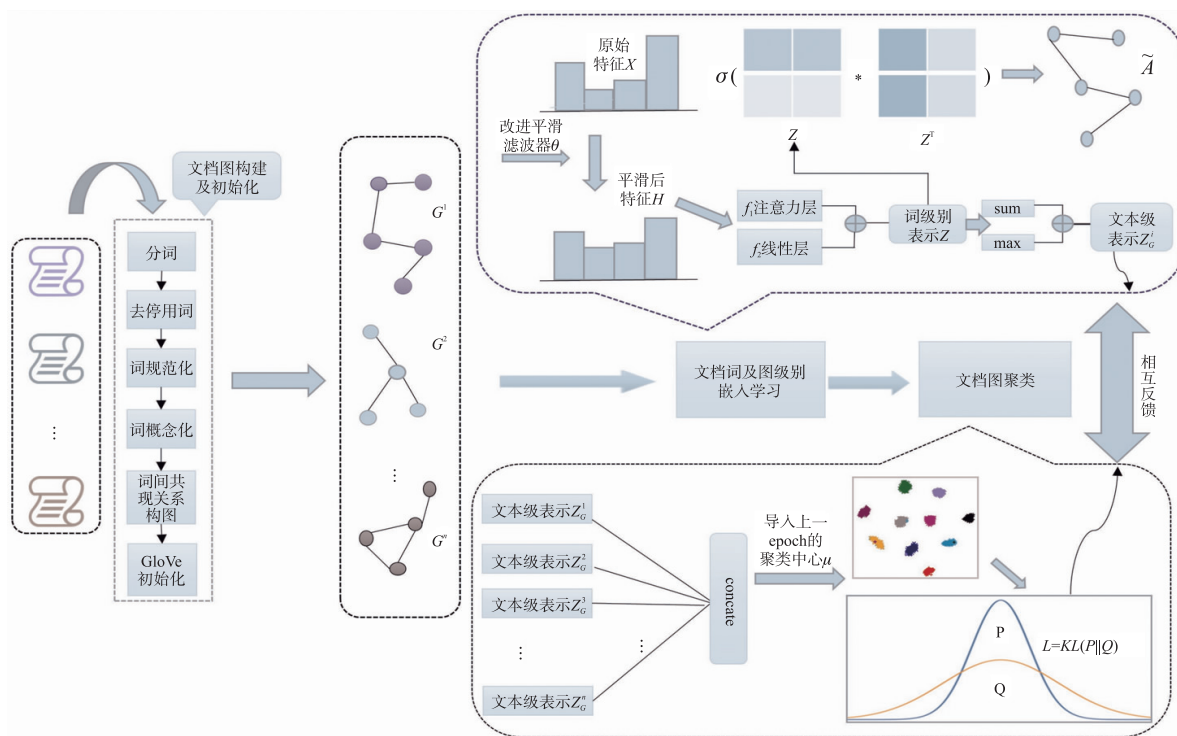 文档图构建
及初始化
分词
去停用词
词规范化
词概念化
词间共
现关系
构图
GloVe
初始化
⋮
G¹
G²
⋮
Gⁿ
原始
特征X
改进平滑
滤波器θ
平滑后
特征H
σ(
*
)
Z
Zᵀ
Ã
f₁注意力层
f₂线性层
词级别
表示Z
sum
max
文本级
表示Z_G^i
文档词及图级别
嵌入学习
文档图聚类
相互反馈
文本级表示Z_G^1
文本级表示Z_G^2
文本级表示Z_G^3
⋮
⋮
文本级表示Z_G^n
concate
导入上一
epoch的
聚类中心μ
P
Q
L=KL(P||Q)